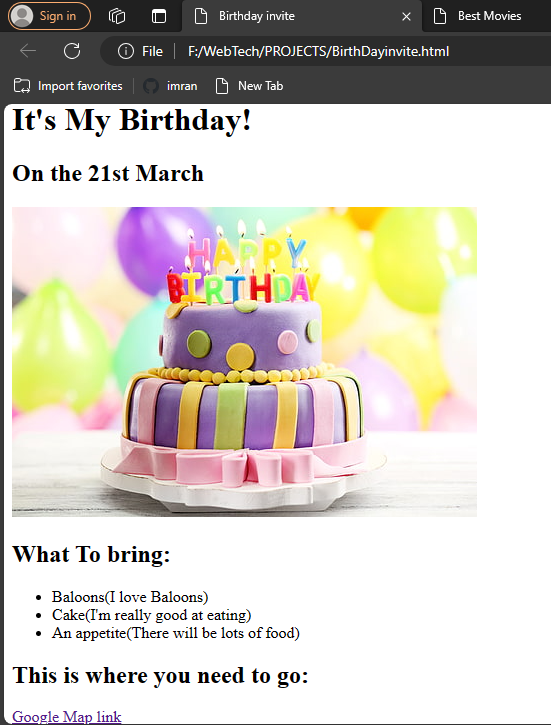 Sign in
Birthday invite
Best Movies
File
F:/WebTech/PROJECTS/BirthDayinvite.html
Import favorites
imran
New Tab
It's My Birthday!
On the 21st March
HAPPY
BIRTHDAY
What To bring:
Baloons(I love Baloons)
Cake(I'm really good at eating)
An appetite(There will be lots of food)
This is where you need to go:
Google Map link